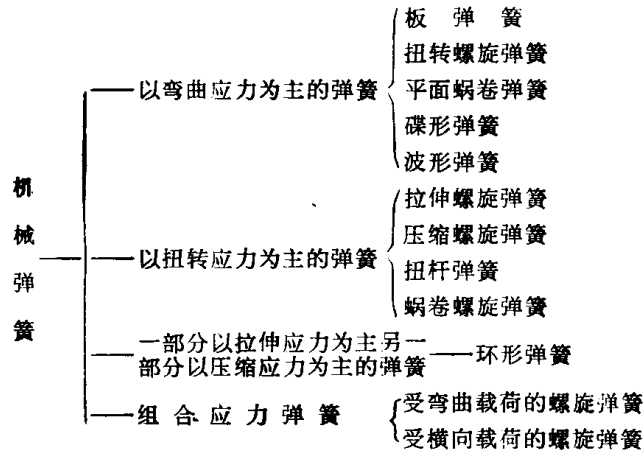 机械弹簧
以弯曲应力为主的弹簧
板弹簧
扭转螺旋弹簧
平面蜗卷弹簧
碟形弹簧
波形弹簧
以扭转应力为主的弹簧
拉伸螺旋弹簧
压缩螺旋弹簧
扭杆弹簧
蜗卷螺旋弹簧
一部分以拉伸应力为主另一
部分以压缩应力为主的弹簧
环形弹簧
组合应力弹簧
受弯曲载荷的螺旋弹簧
受横向载荷的螺旋弹簧